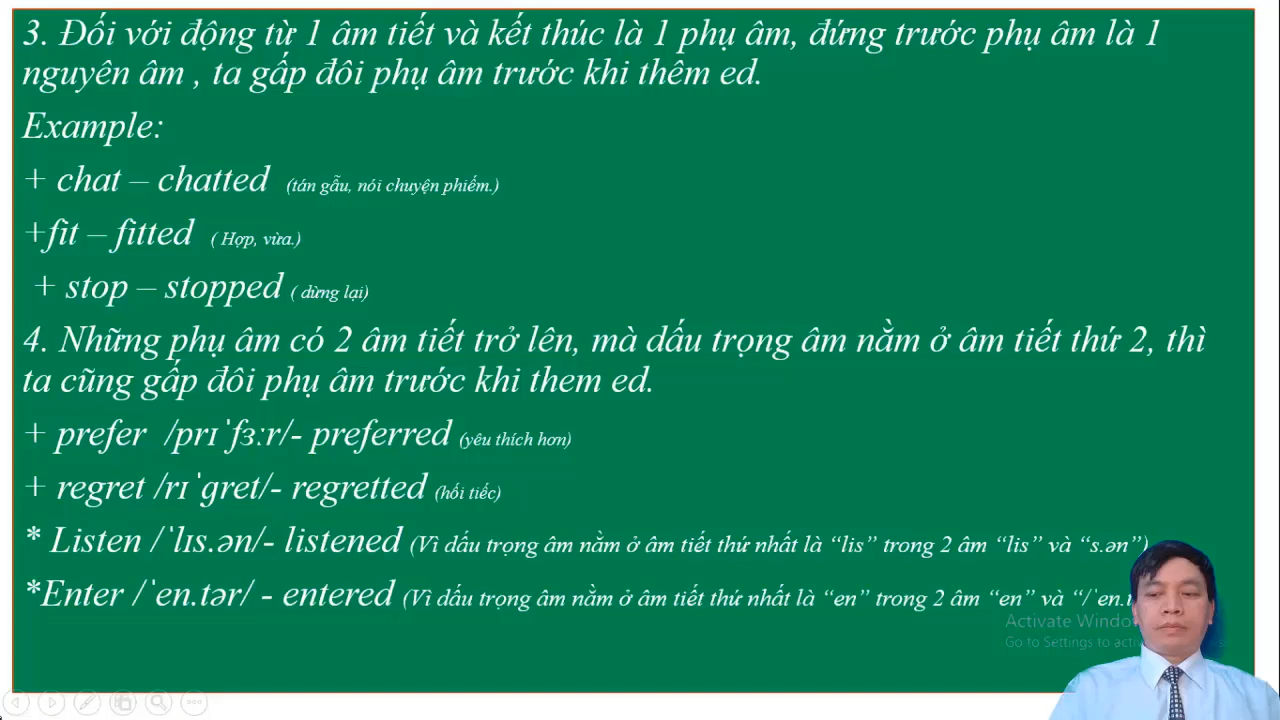 3. Đối với động từ 1 âm tiết và kết thúc là 1 phụ âm, đứng trước phụ âm là 1
nguyên âm , ta gấp đôi phụ âm trước khi thêm ed.
Example:
+ chat – chatted (tán gẫu, nói chuyện phiếm.)
+fit – fitted ( Hợp, vừa.)
+ stop – stopped ( dừng lại)
4. Những phụ âm có 2 âm tiết trở lên, mà dấu trọng âm nằm ở âm tiết thứ 2, thì
ta cũng gấp đôi phụ âm trước khi them ed.
+ prefer /prɪˈfɜːr/- preferred (yêu thích hơn)
+ regret /rɪˈɡret/- regretted (hối tiếc)
* Listen /ˈlɪs.ən/- listened (Vì dấu trọng âm nằm ở âm tiết thứ nhất là “lis” trong 2 âm “lis” và “s.ən”)
*Enter /ˈen.tər/ - entered (Vì dấu trọng âm nằm ở âm tiết thứ nhất là “en” trong 2 âm “en” và
Activate
Go to Settings to